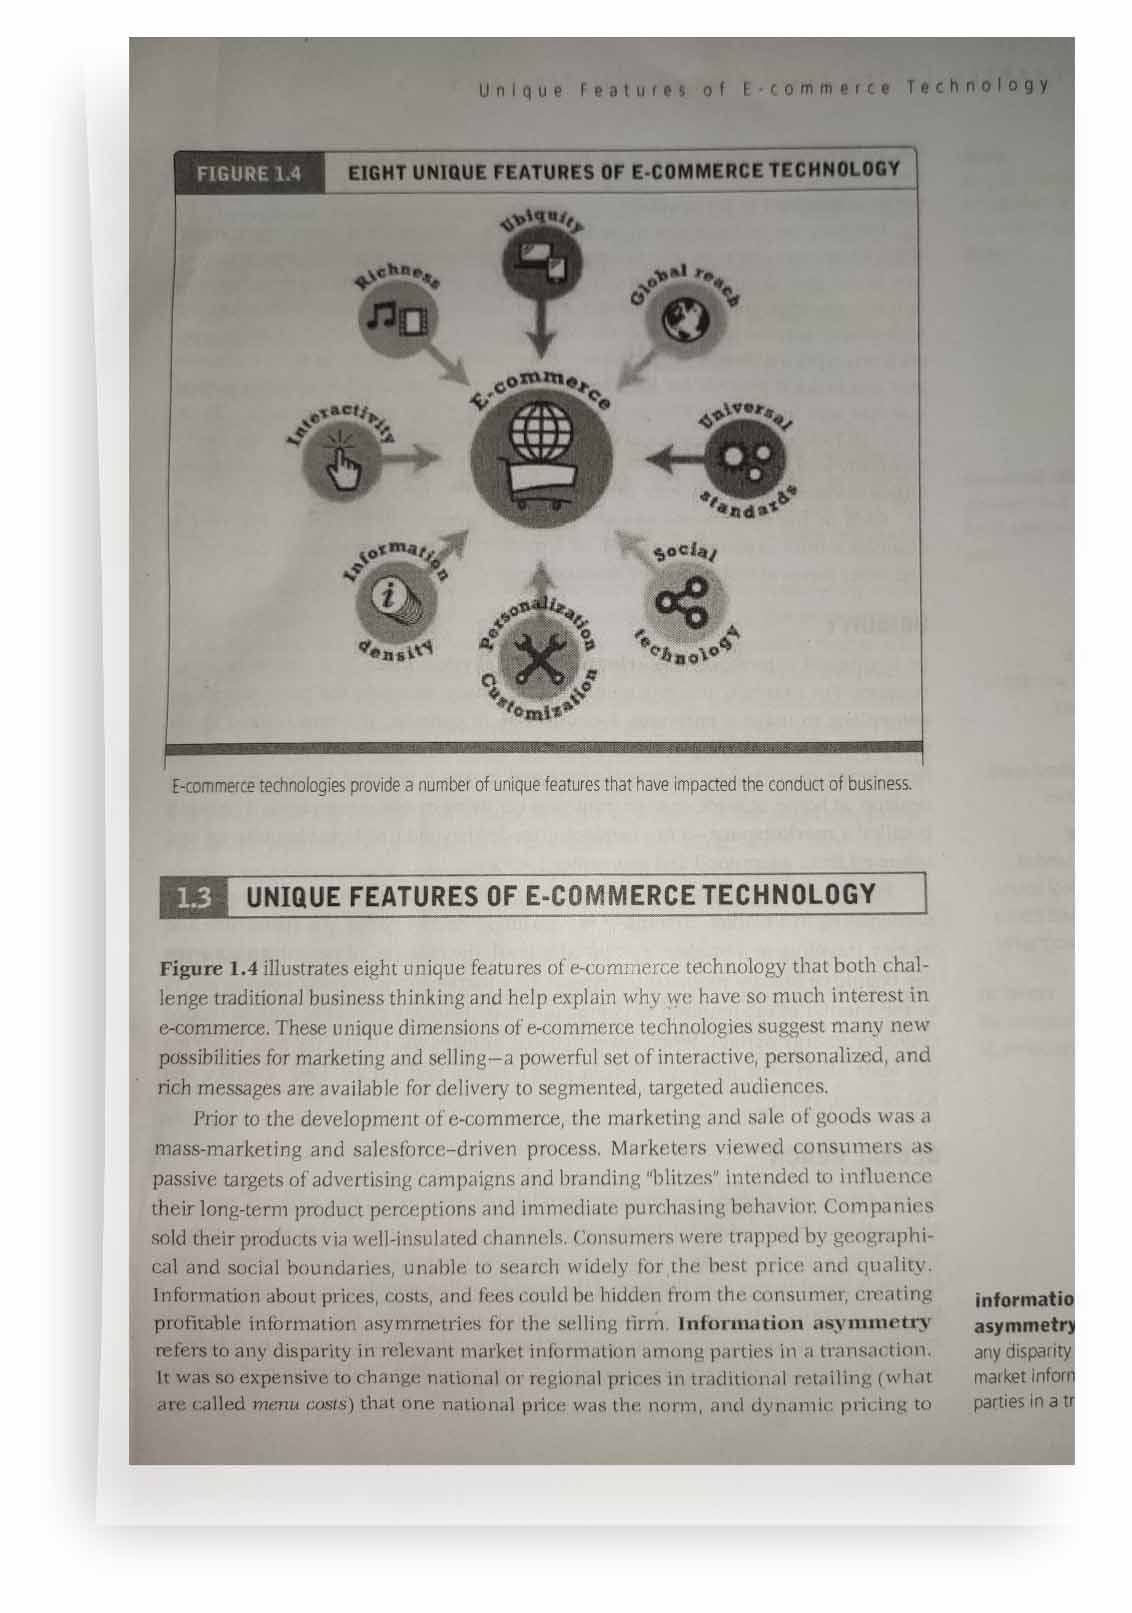 Unique Features of E-commerce Technology
FIGURE 1.4 EIGHT UNIQUE FEATURES OF E-COMMERCE TECHNOLOGY
Ubiquity
Richness
Global reach
E-commerce
Interactivity
Universal
standards
Information
density
Social
technology
Personalization
Customization
E-commerce technologies provide a number of unique features that have impacted the conduct of business.
1.3 UNIQUE FEATURES OF E-COMMERCE TECHNOLOGY
Figure 1.4 illustrates eight unique features of e-commerce technology that both chal-
lenge traditional business thinking and help explain why we have so much interest in
e-commerce. These unique dimensions of e-commerce technologies suggest many new
possibilities for marketing and selling—a powerful set of interactive, personalized, and
rich messages are available for delivery to segmented, targeted audiences.
Prior to the development of e-commerce, the marketing and sale of goods was a
mass-marketing and salesforce–driven process. Marketers viewed consumers as
passive targets of advertising campaigns and branding "blitzes" intended to influence
their long-term product perceptions and immediate purchasing behavior. Companies
sold their products via well-insulated channels. Consumers were trapped by geographi-
cal and social boundaries, unable to search widely for the best price and quality.
Information about prices, costs, and fees could be hidden from the consumer, creating
profitable information asymmetries for the selling firm. Information asymmetry
refers to any disparity in relevant market information among parties in a transaction.
It was so expensive to change national or regional prices in traditional retailing (what
are called menu costs) that one national price was the norm, and dynamic pricing to
informatio
asymmetry
any disparity
market inform
parties in a tr